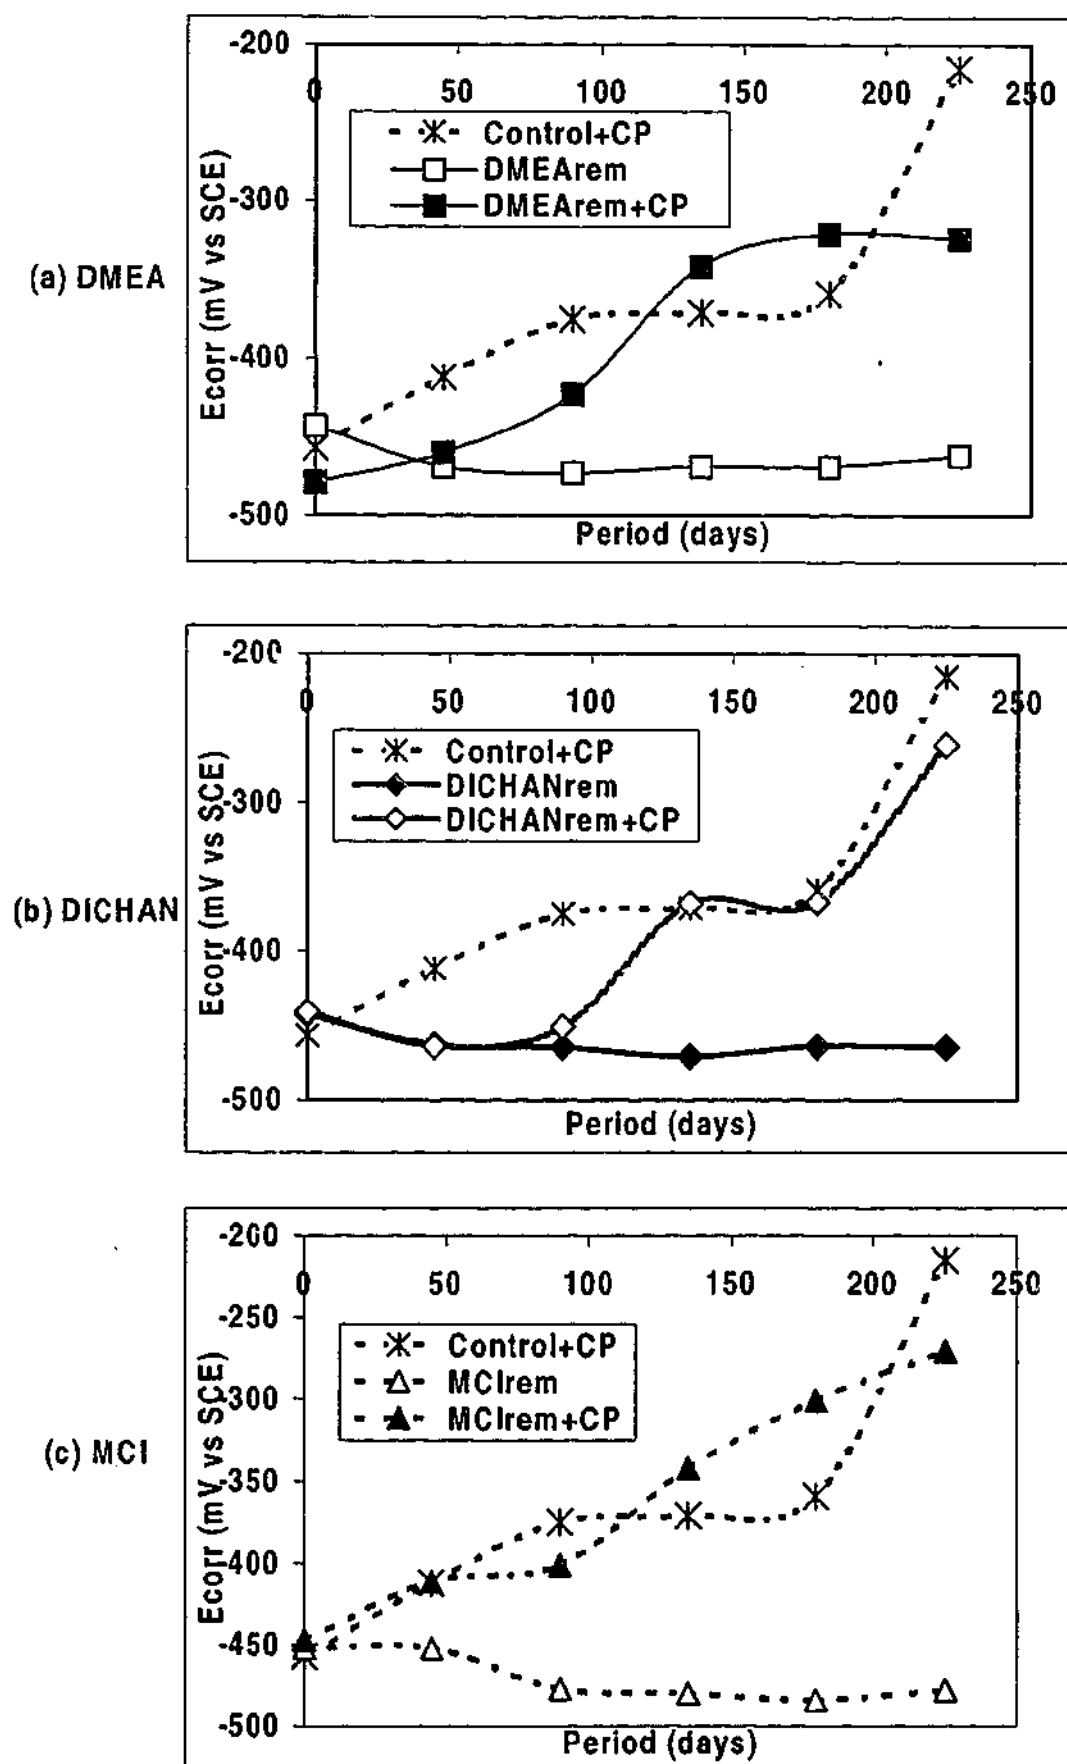 -200
0 50 100 150 200 250
Control+CP
DMEArem
DMEArem+CP
-300
(a) DMEA
Ecorr (mV vs SCE)
-400
-500
Period (days)
-200
0 50 100 150 200 250
Control+CP
DICHANrem
DICHANrem+CP
-300
(b) DICHAN
Ecorr (mV vs SCE)
-400
-500
Period (days)
-200
0 50 100 150 200 250
-250
Control+CP
MCIrem
MCIrem+CP
-300
(c) MCI
Ecorr (mV vs SCE)
-350
-400
-450
-500
Period (days)